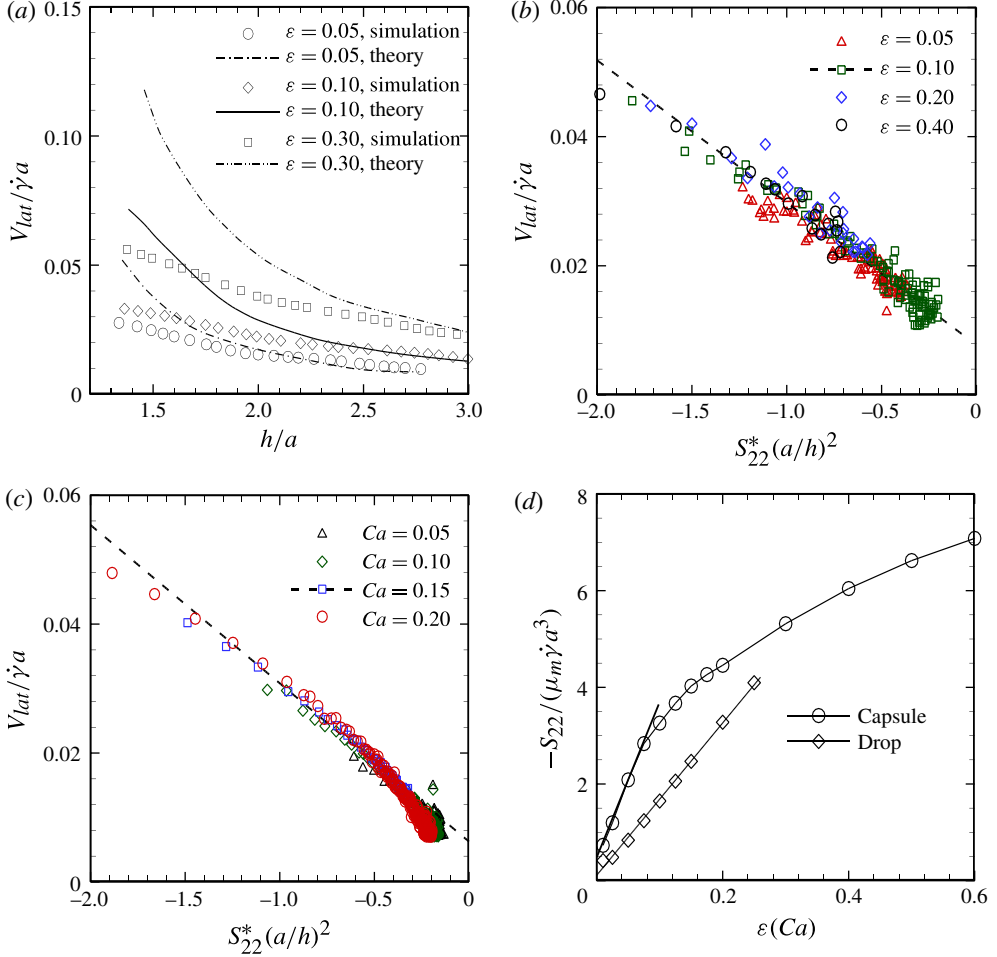 (a)
0.15
0.10
0.05
0
V_lat/γ̇a
ε = 0.05, simulation
ε = 0.05, theory
ε = 0.10, simulation
ε = 0.10, theory
ε = 0.30, simulation
ε = 0.30, theory
1.5 2.0 2.5 3.0
h/a
(b)
0.06
0.04
0.02
0
V_lat/γ̇a
ε = 0.05
ε = 0.10
ε = 0.20
ε = 0.40
−2.0 −1.5 −1.0 −0.5 0
S*_22(a/h)^2
(c)
0.06
0.04
0.02
0
V_lat/γ̇a
Ca = 0.05
Ca = 0.10
Ca = 0.15
Ca = 0.20
−2.0 −1.5 −1.0 −0.5 0
S*_22(a/h)^2
(d)
8
6
4
2
0
−S_22/(μ_m γ̇a^3)
Capsule
Drop
0 0.2 0.4 0.6
ε(Ca)